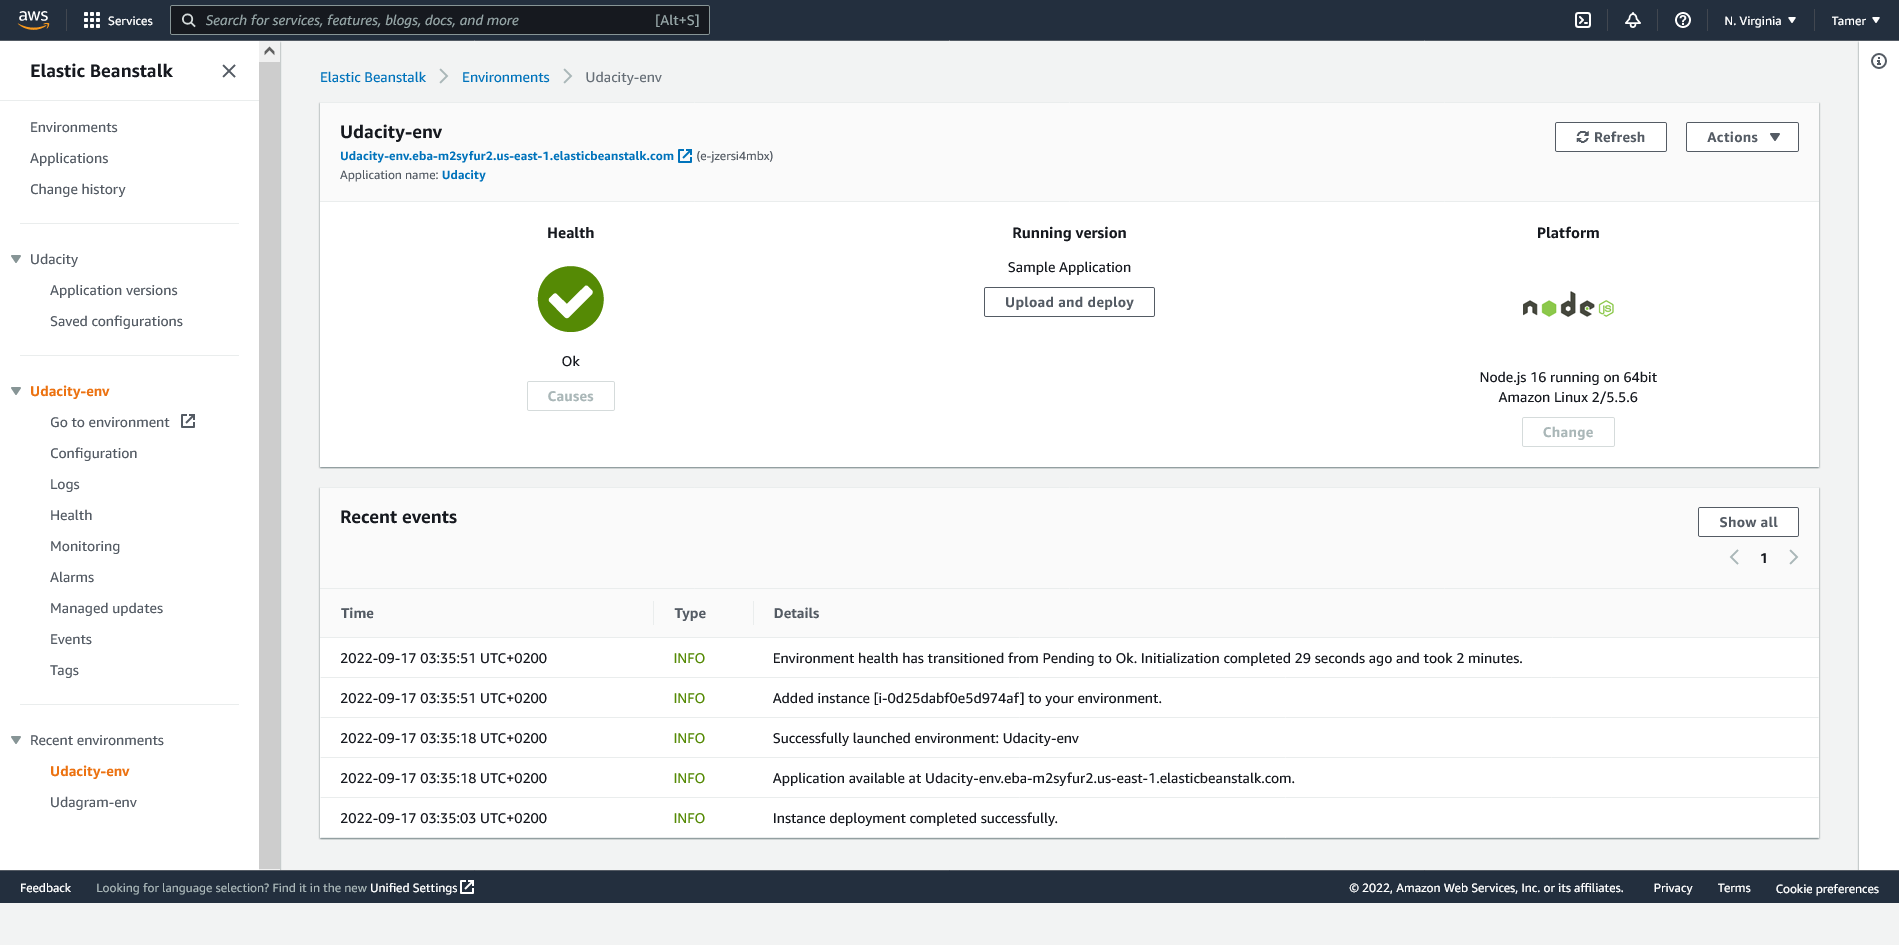 aws
Services
Search for services, features, blogs, docs, and more
[Alt+S]
N. Virginia
Tamer
Elastic Beanstalk
Environments
Applications
Change history
Udacity
Application versions
Saved configurations
Udacity-env
Go to environment
Configuration
Logs
Health
Monitoring
Alarms
Managed updates
Events
Tags
Recent environments
Udacity-env
Udagram-env
Elastic Beanstalk
Environments
Udacity-env
Udacity-env
Udacity-env.eba-m2syfur2.us-east-1.elasticbeanstalk.com (e-jzersi4mbx)
Application name: Udacity
Refresh
Actions
Health
Ok
Causes
Running version
Sample Application
Upload and deploy
Platform
node
JS
Node.js 16 running on 64bit
Amazon Linux 2/5.5.6
Change
Recent events
Show all
1
Time Type Details
2022-09-17 03:35:51 UTC+0200 INFO Environment health has transitioned from Pending to Ok. Initialization completed 29 seconds ago and took 2 minutes.
2022-09-17 03:35:51 UTC+0200 INFO Added instance [i-0d25dabf0e5d974af] to your environment.
2022-09-17 03:35:18 UTC+0200 INFO Successfully launched environment: Udacity-env
2022-09-17 03:35:18 UTC+0200 INFO Application available at Udacity-env.eba-m2syfur2.us-east-1.elasticbeanstalk.com.
2022-09-17 03:35:03 UTC+0200 INFO Instance deployment completed successfully.
Feedback
Looking for language selection? Find it in the new Unified Settings
© 2022, Amazon Web Services, Inc. or its affiliates.
Privacy
Terms
Cookie preferences